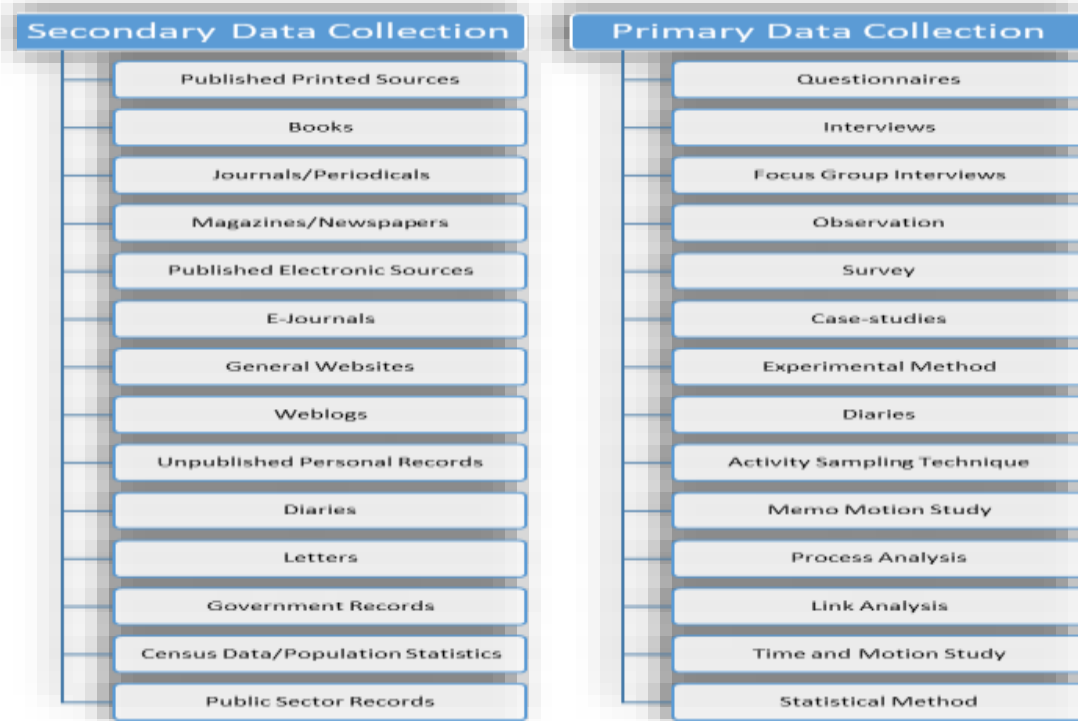 Secondary Data Collection
Published Printed Sources
Books
Journals/Periodicals
Magazines/Newspapers
Published Electronic Sources
E-Journals
General Websites
Weblogs
Unpublished Personal Records
Diaries
Letters
Government Records
Census Data/Population Statistics
Public Sector Records
Primary Data Collection
Questionnaires
Interviews
Focus Group Interviews
Observation
Survey
Case-studies
Experimental Method
Diaries
Activity Sampling Technique
Memo Motion Study
Process Analysis
Link Analysis
Time and Motion Study
Statistical Method